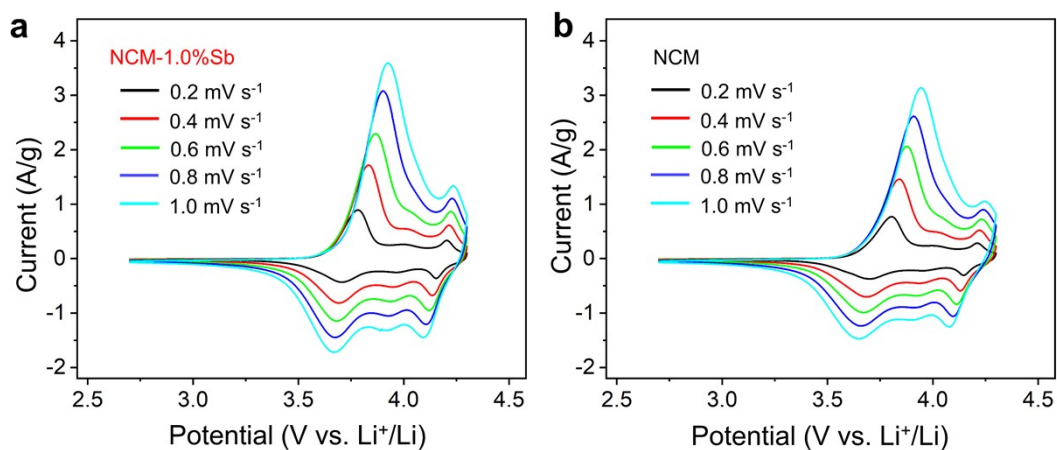 a
NCM-1.0%Sb
0.2 mV s⁻¹
0.4 mV s⁻¹
0.6 mV s⁻¹
0.8 mV s⁻¹
1.0 mV s⁻¹
4
3
2
1
0
-1
-2
Current (A/g)
2.5 3.0 3.5 4.0 4.5
Potential (V vs. Li⁺/Li)
b
NCM
0.2 mV s⁻¹
0.4 mV s⁻¹
0.6 mV s⁻¹
0.8 mV s⁻¹
1.0 mV s⁻¹
4
3
2
1
0
-1
-2
Current (A/g)
2.5 3.0 3.5 4.0 4.5
Potential (V vs. Li⁺/Li)